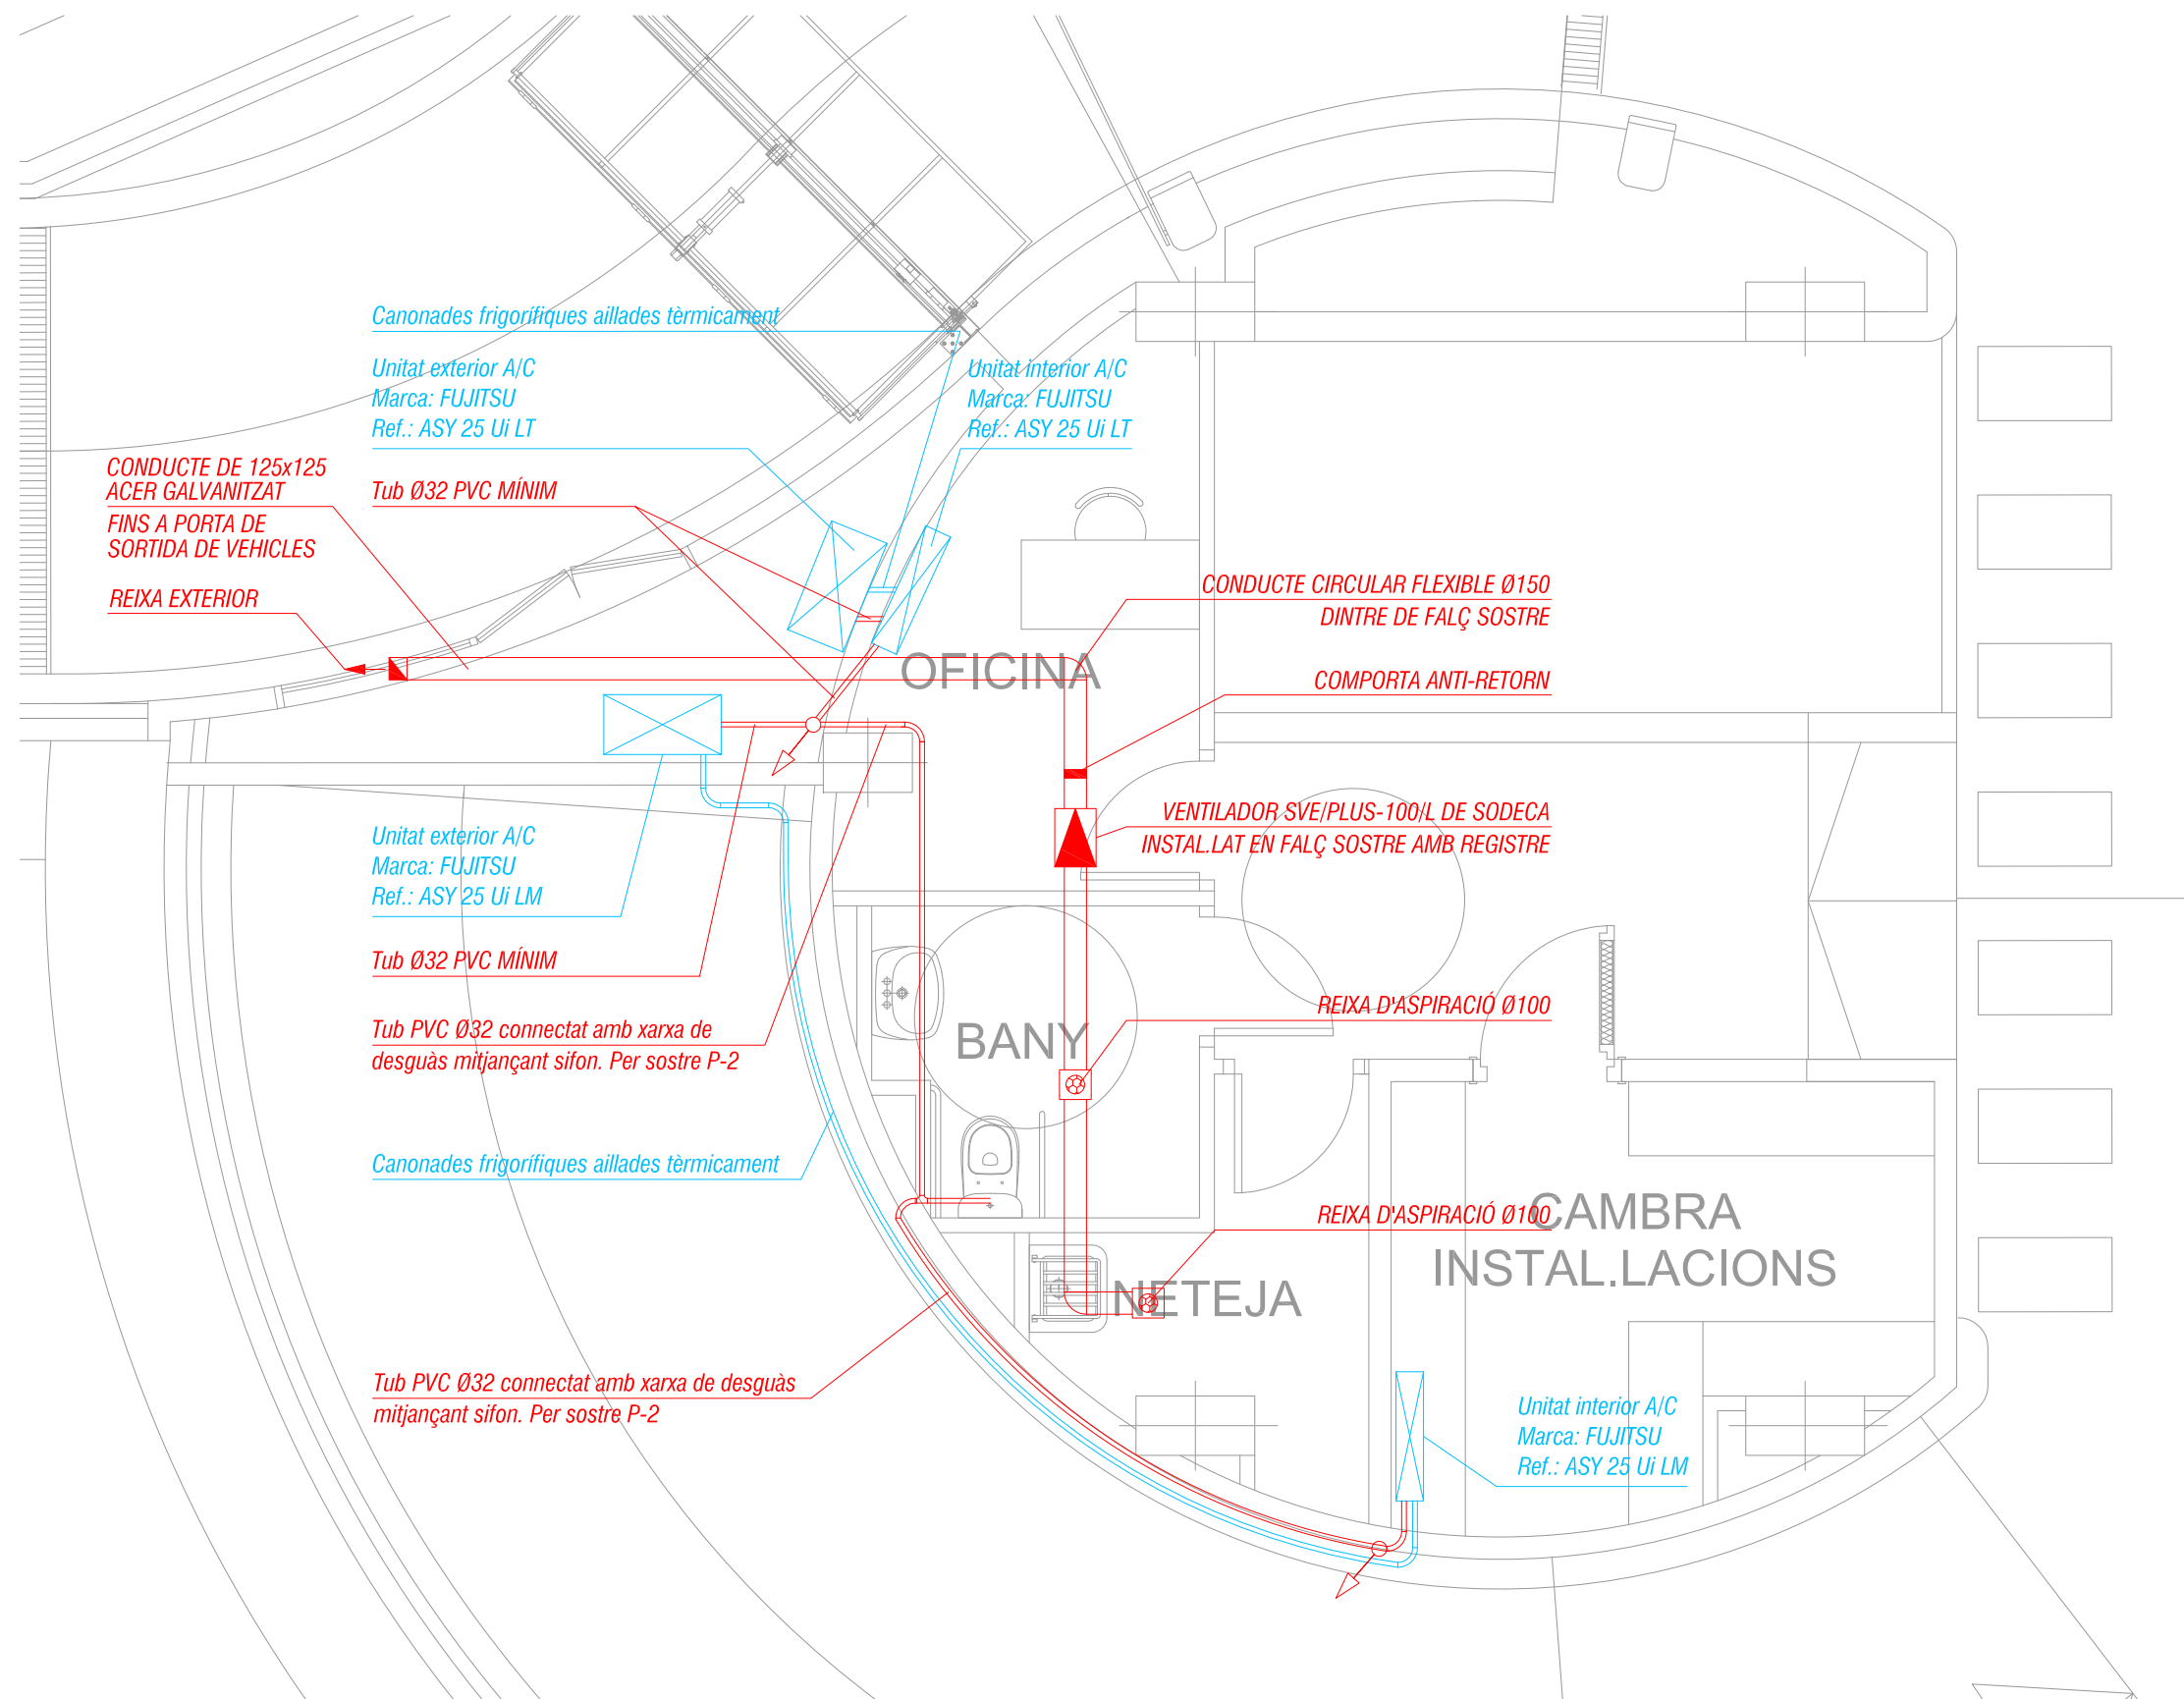 Canonades frigorífiques aillades tèrmicament
Unitat exterior A/C
Marca: FUJITSU
Ref.: ASY 25 Ui LT
Unitat interior A/C
Marca: FUJITSU
Ref.: ASY 25 Ui LT
CONDUCTE DE 125x125
ACER GALVANITZAT
FINS A PORTA DE
SORTIDA DE VEHICLES
Tub Ø32 PVC MÍNIM
REIXA EXTERIOR
CONDUCTE CIRCULAR FLEXIBLE Ø150
DINTRE DE FALÇ SOSTRE
OFICINA
COMPORTA ANTI-RETORN
VENTILADOR SVE/PLUS-100/L DE SODECA
INSTAL.LAT EN FALÇ SOSTRE AMB REGISTRE
Unitat exterior A/C
Marca: FUJITSU
Ref.: ASY 25 Ui LM
Tub Ø32 PVC MÍNIM
REIXA D'ASPIRACIÓ Ø100
Tub PVC Ø32 connectat amb xarxa de
desguàs mitjançant sifon. Per sostre P-2
BANY
Canonades frigorífiques aillades tèrmicament
REIXA D'ASPIRACIÓ Ø100
CAMBRA
INSTAL.LACIONS
NETEJA
Tub PVC Ø32 connectat amb xarxa de desguàs
mitjançant sifon. Per sostre P-2
Unitat interior A/C
Marca: FUJITSU
Ref.: ASY 25 Ui LM